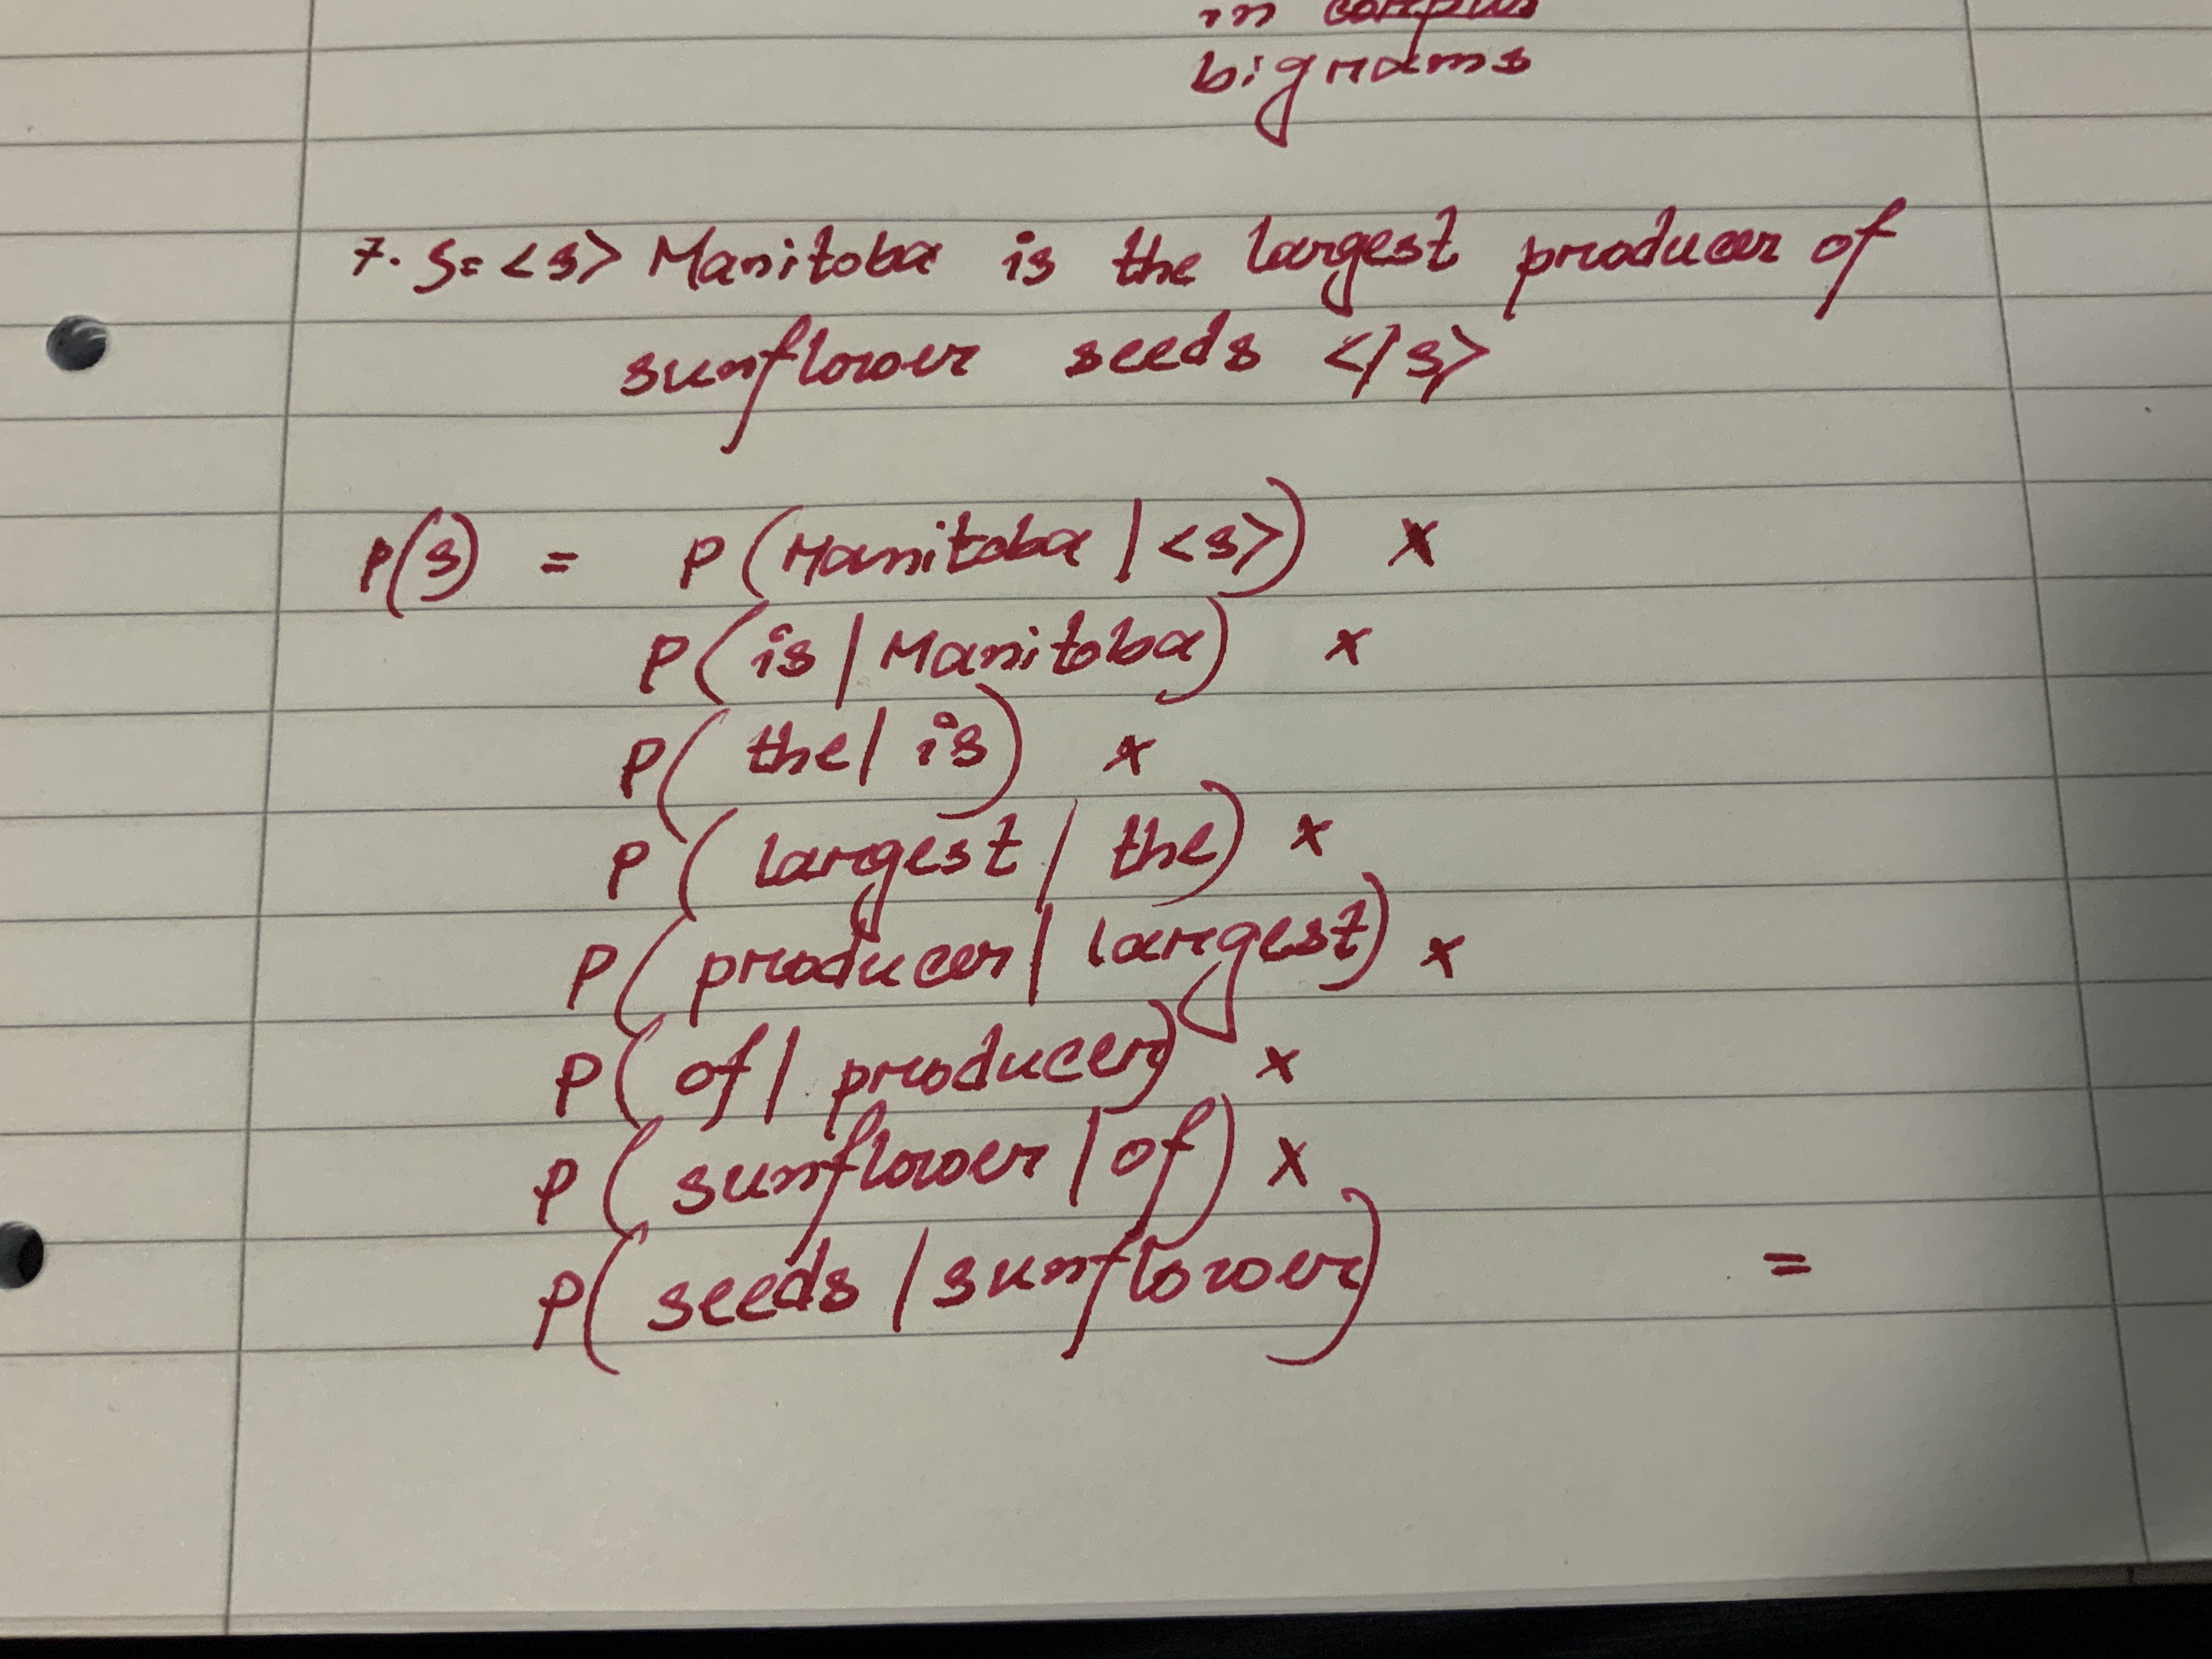 in corpus
bigrams
7. S= <s> Manitoba is the largest producer of
sunflower seeds </s>
P(s) = P(Manitoba | <s>) x
P(is | Manitoba) x
P(the | is) x
P(largest | the) x
P(producer | largest) x
P(of | producer) x
P(sunflower | of) x
P(seeds | sunflower) =